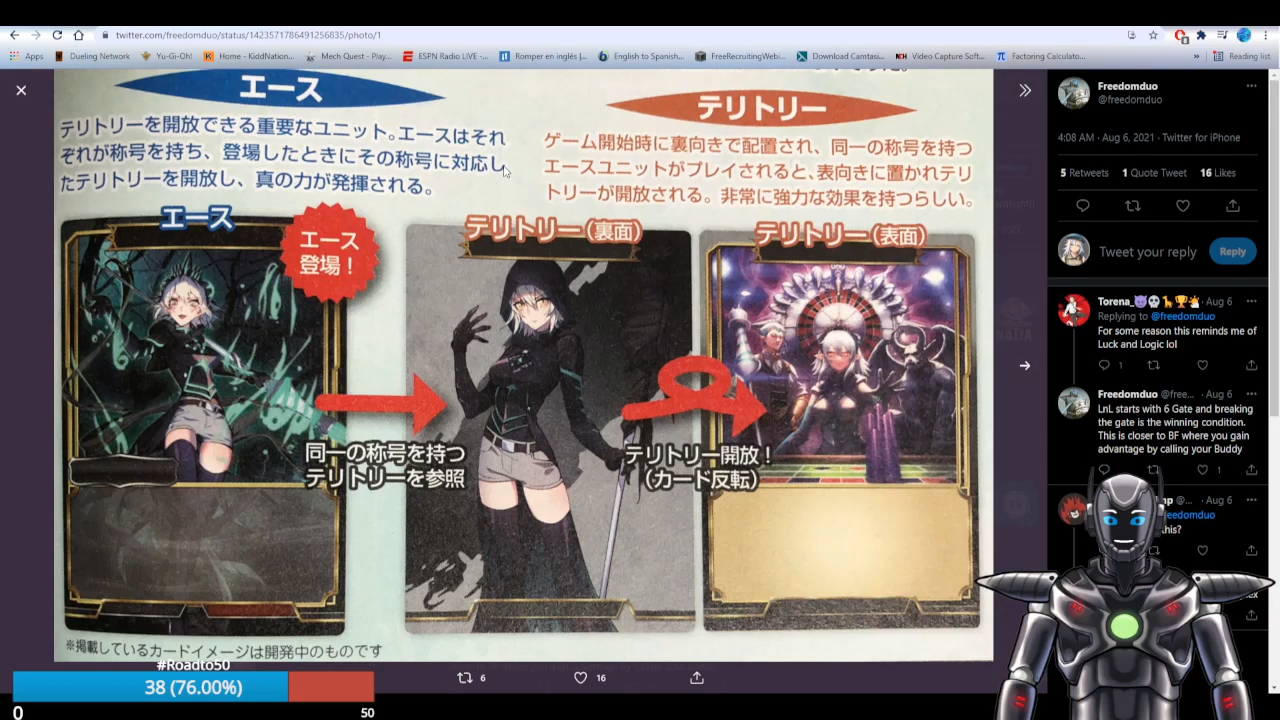 twitter.com/freedomduo/status/1423571786491256835/photo/1
Apps
Dueling Network
Yu-Gi-Oh!
Home - KiddNation...
Mech Quest - Play...
ESPN Radio LIVE -...
Romper en inglés |...
English to Spanish...
FreeRecruitingWebi...
Download Camtasi...
Video Capture Soft...
Factoring Calculato...
Reading list
エース
テリトリーを開放できる重要なユニット。エースはそれ
ぞれが称号を持ち、登場したときにその称号に対応し
たテリトリーを開放し、真の力が発揮される。
テリトリー
ゲーム開始時に裏向きで配置され、同一の称号を持つ
エースユニットがプレイされると、表向きに置かれテリ
トリーが開放される。非常に強力な効果を持つらしい。
エース
エース
登場！
テリトリー（裏面）
テリトリー（表面）
同一の称号を持つ
テリトリーを参照
テリトリー開放！
（カード反転）
※掲載しているカードイメージは開発中のものです
#Roadto50
38 (76.00%)
0
50
6
16
Freedomduo
@freedomduo
4:08 AM · Aug 6, 2021 · Twitter for iPhone
5 Retweets 1 Quote Tweet 16 Likes
Tweet your reply
Reply
Torena_ Aug 6
Replying to @freedomduo
For some reason this reminds me of
Luck and Logic lol
1
Freedomduo @free... · Aug 6
LnL starts with 6 Gate and breaking
the gate is the winning condition.
This is closer to BF where you gain
advantage by calling your Buddy
1
@... · Aug 6
this?